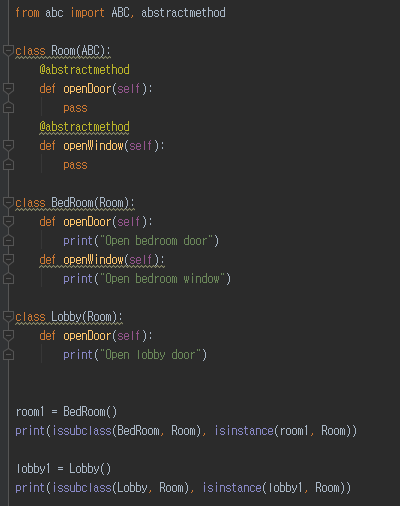 from abc import ABC, abstractmethod
class Room(ABC):
    @abstractmethod
    def openDoor(self):
        pass
    @abstractmethod
    def openWindow(self):
        pass
class BedRoom(Room):
    def openDoor(self):
        print("Open bedroom door")
    def openWindow(self):
        print("Open bedroom window")
class Lobby(Room):
    def openDoor(self):
        print("Open lobby door")
room1 = BedRoom()
print(issubclass(BedRoom, Room), isinstance(room1, Room))
lobby1 = Lobby()
print(issubclass(Lobby, Room), isinstance(lobby1, Room))